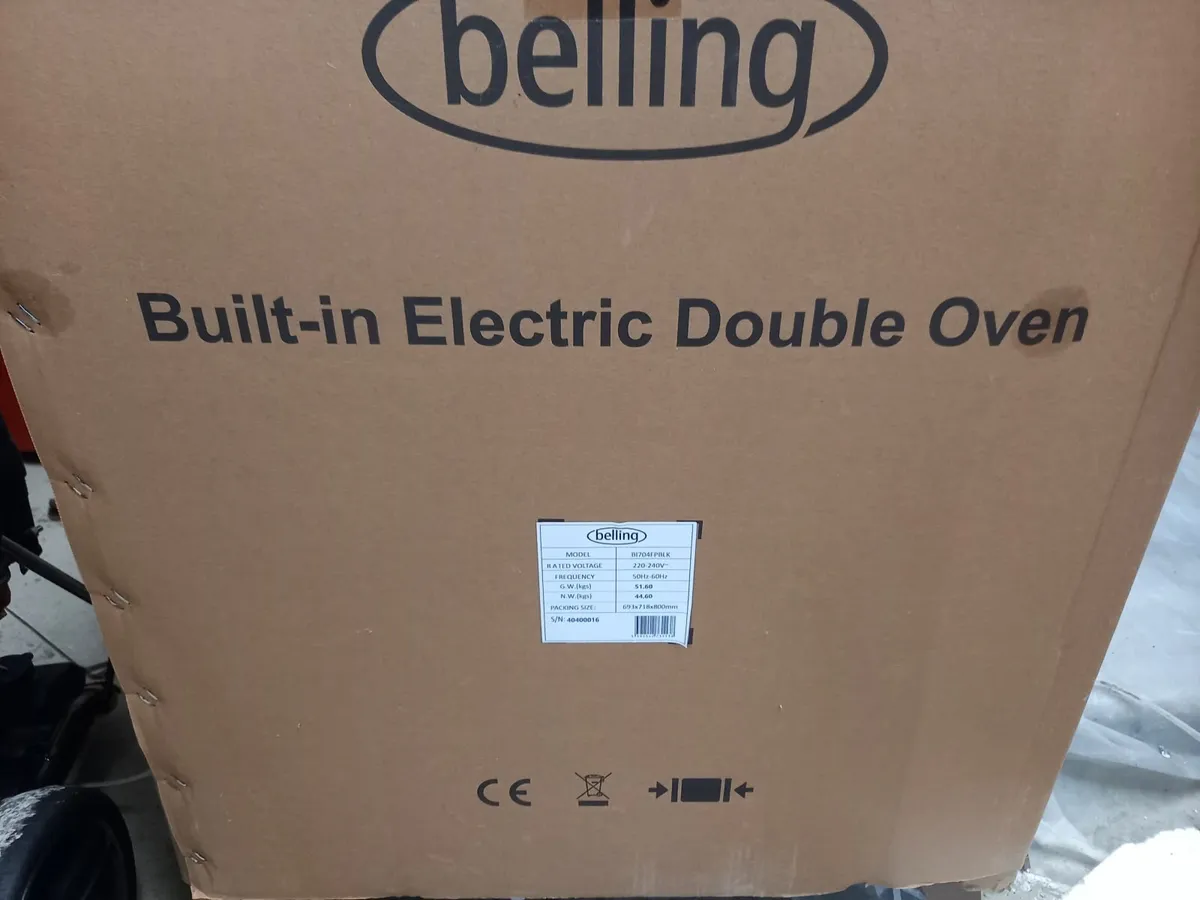 belling
Built-in Electric Double Oven
belling
MODEL BI704FPBLK
RATED VOLTAGE 220-240V~
FREQUENCY 50Hz-60Hz
G.W.(kgs) 51.60
N.W.(kgs) 44.60
PACKING SIZE: 693x718x800mm
S/N: 40400016
CE